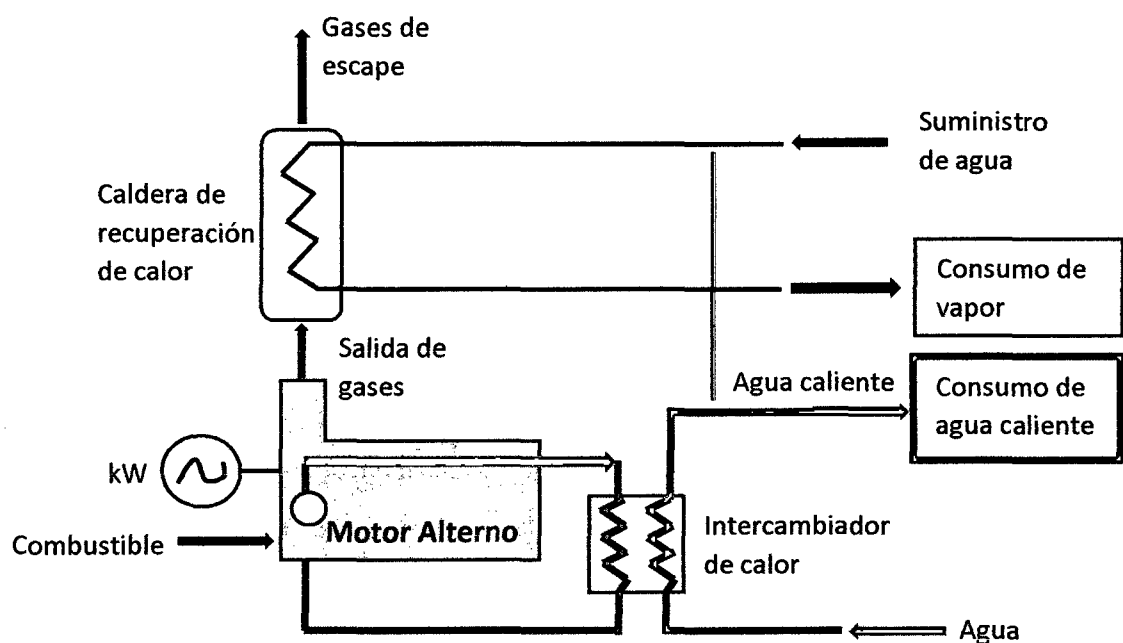 Gases de
escape
Suministro
de agua
Caldera de
recuperación
de calor
Consumo de
vapor
Salida de
gases
Agua caliente
Consumo de
agua caliente
kW
Motor Alterno
Combustible
Intercambiador
de calor
Agua